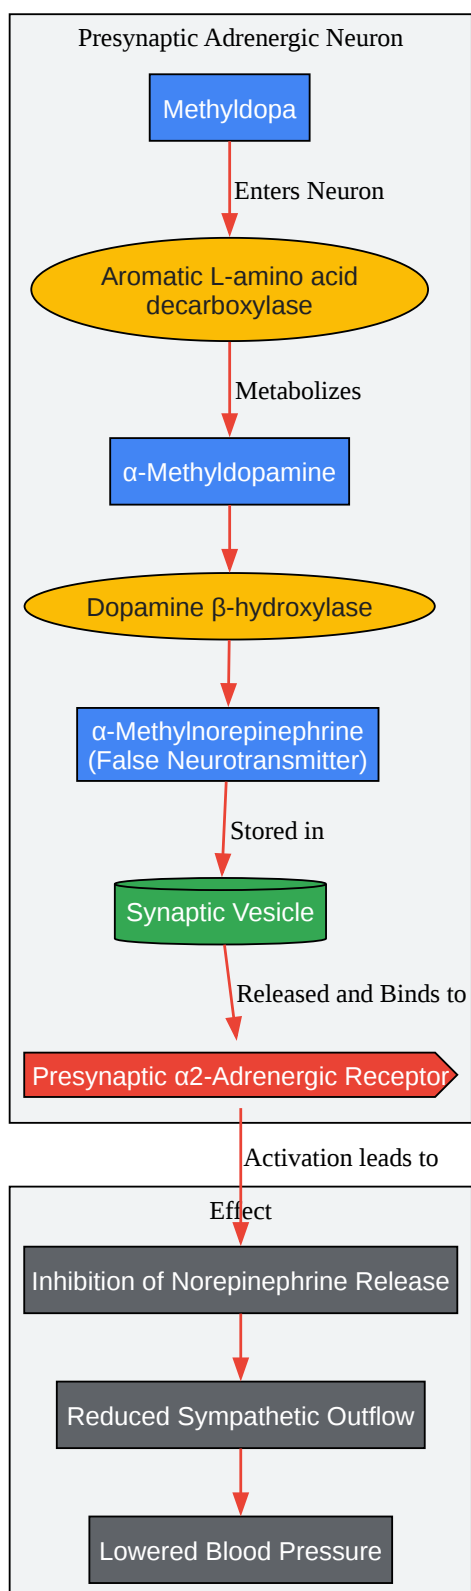 Presynaptic Adrenergic Neuron
Methyldopa
Enters Neuron
Aromatic L-amino acid
decarboxylase
Metabolizes
α-Methyldopamine
Dopamine β-hydroxylase
α-Methylnorepinephrine
(False Neurotransmitter)
Stored in
Synaptic Vesicle
Released and Binds to
Presynaptic α2-Adrenergic Receptor
Activation leads to
Effect
Inhibition of Norepinephrine Release
Reduced Sympathetic Outflow
Lowered Blood Pressure